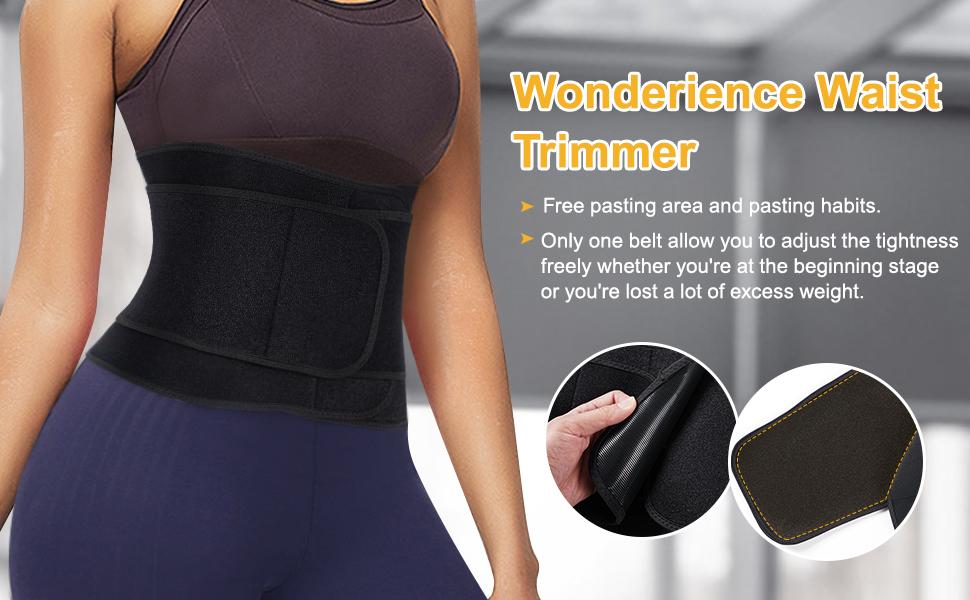 Wonderience Waist
Trimmer
➤ Free pasting area and pasting habits.
➤ Only one belt allow you to adjust the tightness
freely whether you're at the beginning stage
or you're lost a lot of excess weight.